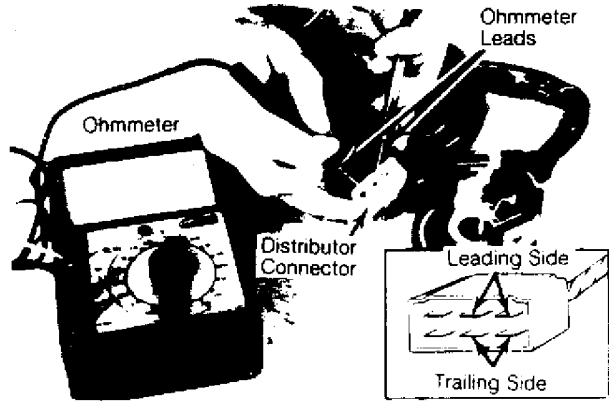 Ohmmeter
Leads
Ohmmeter
Distributor
Connector
Leading Side
Trailing Side